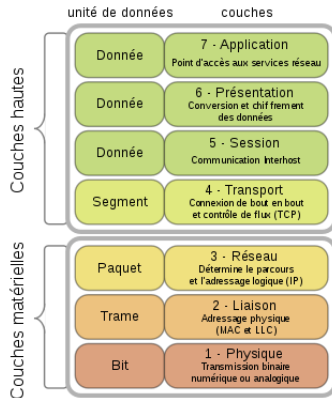 unité de données couches
Couches hautes
Donnée
7 - Application
Point d'accès aux services réseau
Donnée
6 - Présentation
Conversion et chiffrement
des données
Donnée
5 - Session
Communication Interhost
Segment
4 - Transport
Connexion de bout en bout
et contrôle de flux (TCP)
Couches matérielles
Paquet
3 - Réseau
Détermine le parcours
et l'adressage logique (IP)
Trame
2 - Liaison
Adressage physique
(MAC et LLC)
Bit
1 - Physique
Transmission binaire
numérique ou analogique